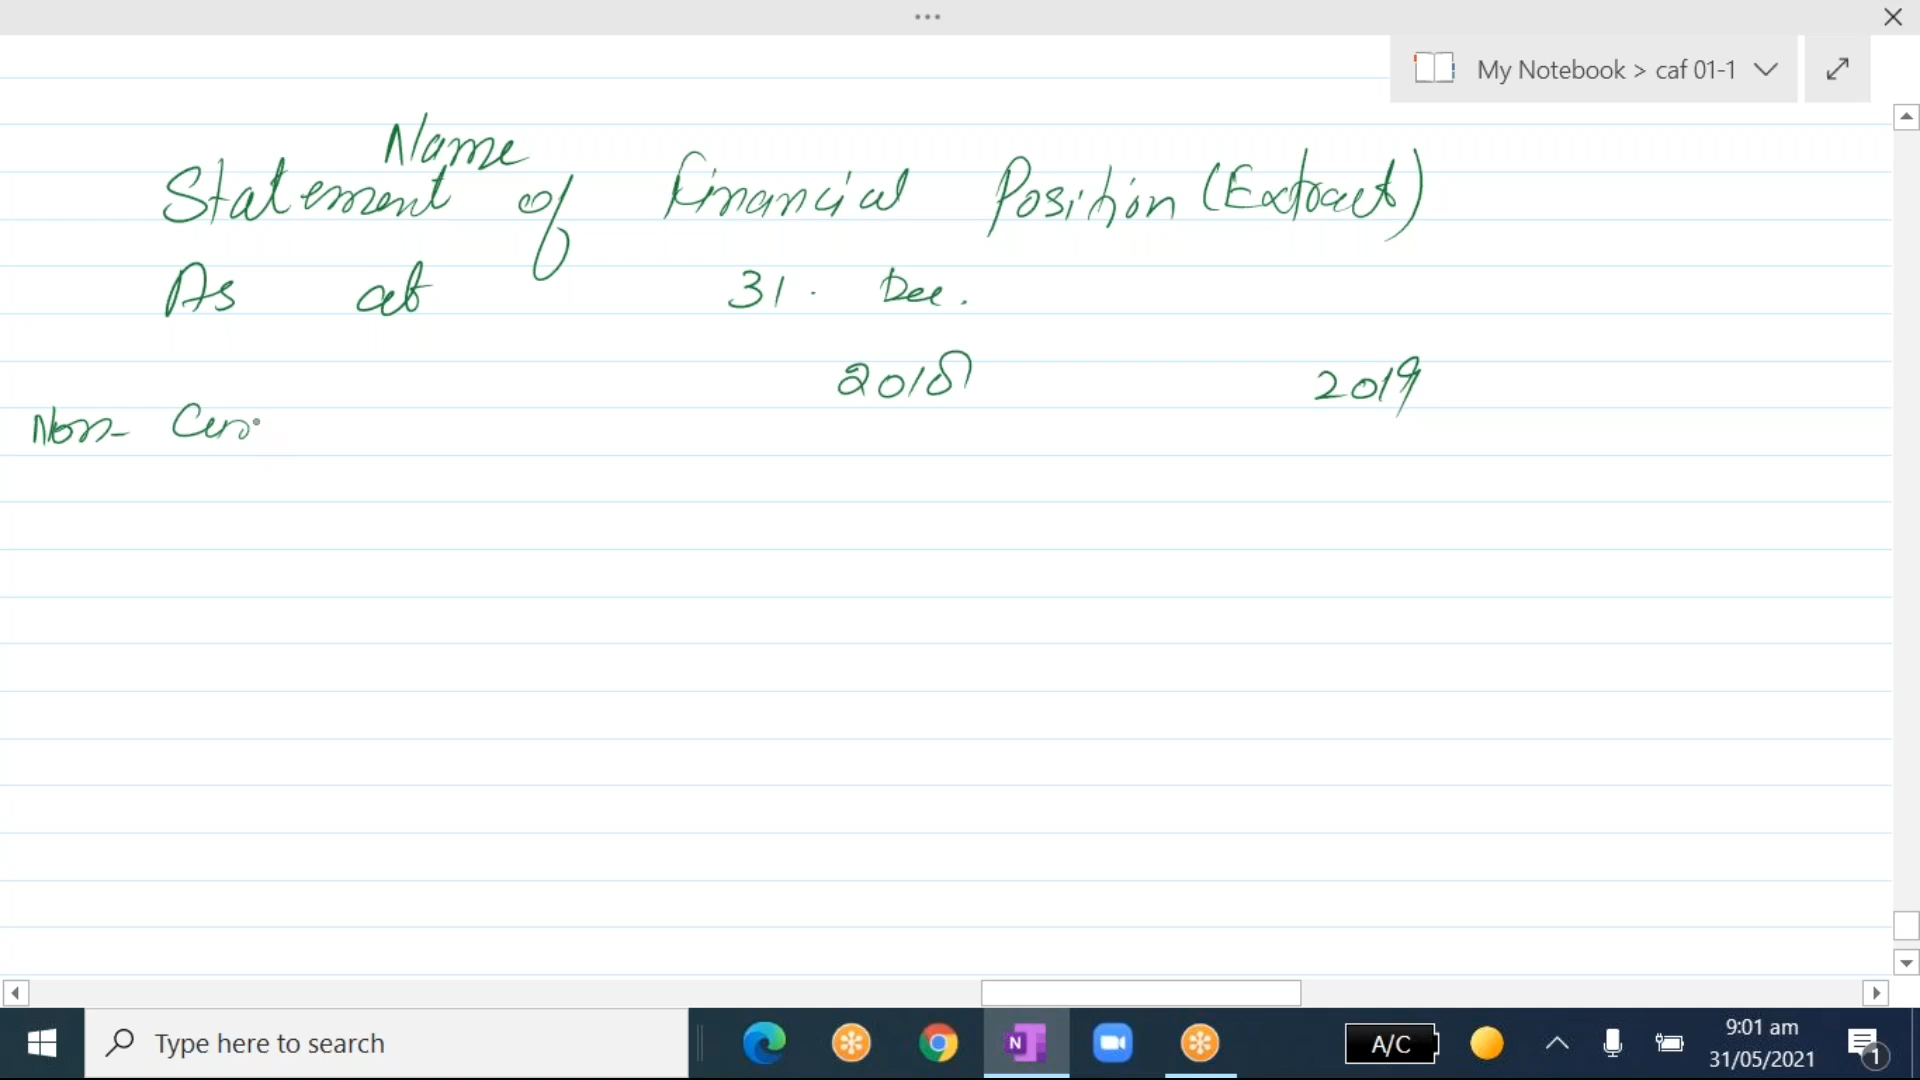 My Notebook > caf 01-1
Name
Statement of Financial Position (Extract)
As at 31. Dec.
2018 2019
Non- Curr
Type here to search
N
A/C
9:01 am
31/05/2021
1